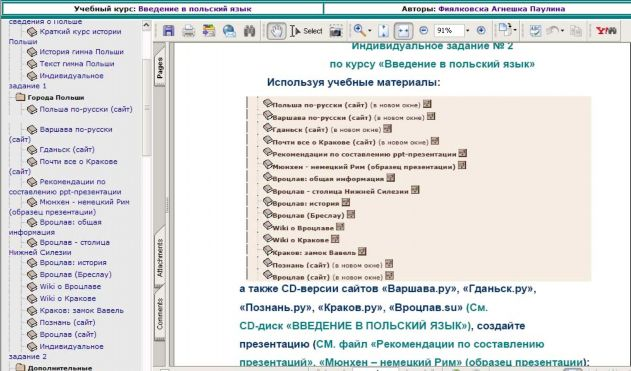 Учебный курс: Введение в польский язык
Авторы: Фиялковска Агнешка Паулина
сведения о Польше
Краткий курс истории
Польши
История гимна Польши
Текст гимна Польши
Индивидуальное
задание 1
Города Польши
Польша по-русски (сайт)
Варшава по-русски
(сайт)
Гданьск (сайт)
Почти все о Кракове
(сайт)
Рекомендации по
составлению ppt-презентации
Мюнхен - немецкий Рим
(образец презентации)
Вроцлав: общая
информация
Вроцлав - столица
Нижней Силезии
Вроцлав: история
Вроцлав (Бреслау)
Wiki о Вроцлаве
Wiki о Кракове
Краков: замок Вавель
Познань (сайт)
Вроцлав (сайт)
Индивидуальное
задание 2
Дополнительные
Select
91%
Pages
Attachments
Comments
Индивидуальное задание № 2
по курсу «Введение в польский язык»
Используя учебные материалы:
Польша по-русски (сайт) (в новом окне)
Варшава по-русски (сайт) (в новом окне)
Гданьск (сайт) (в новом окне)
Почти все о Кракове (сайт) (в новом окне)
Рекомендации по составлению ppt-презентации
Мюнхен - немецкий Рим (образец презентации)
Вроцлав: общая информация
Вроцлав - столица Нижней Силезии
Вроцлав: история
Вроцлав (Бреслау)
Wiki о Вроцлаве
Wiki о Кракове
Краков: замок Вавель
Познань (сайт) (в новом окне)
Вроцлав (сайт) (в новом окне)
а также CD-версии сайтов «Варшава.ру», «Гданьск.ру»,
«Познань.ру», «Краков.ру», «Вроцлав.su» (См.
CD-диск «ВВЕДЕНИЕ В ПОЛЬСКИЙ ЯЗЫК»), создайте
презентацию (СМ. файл «Рекомендации по составлению
презентаций», «Мюнхен – немецкий Рим» (образец презентации):